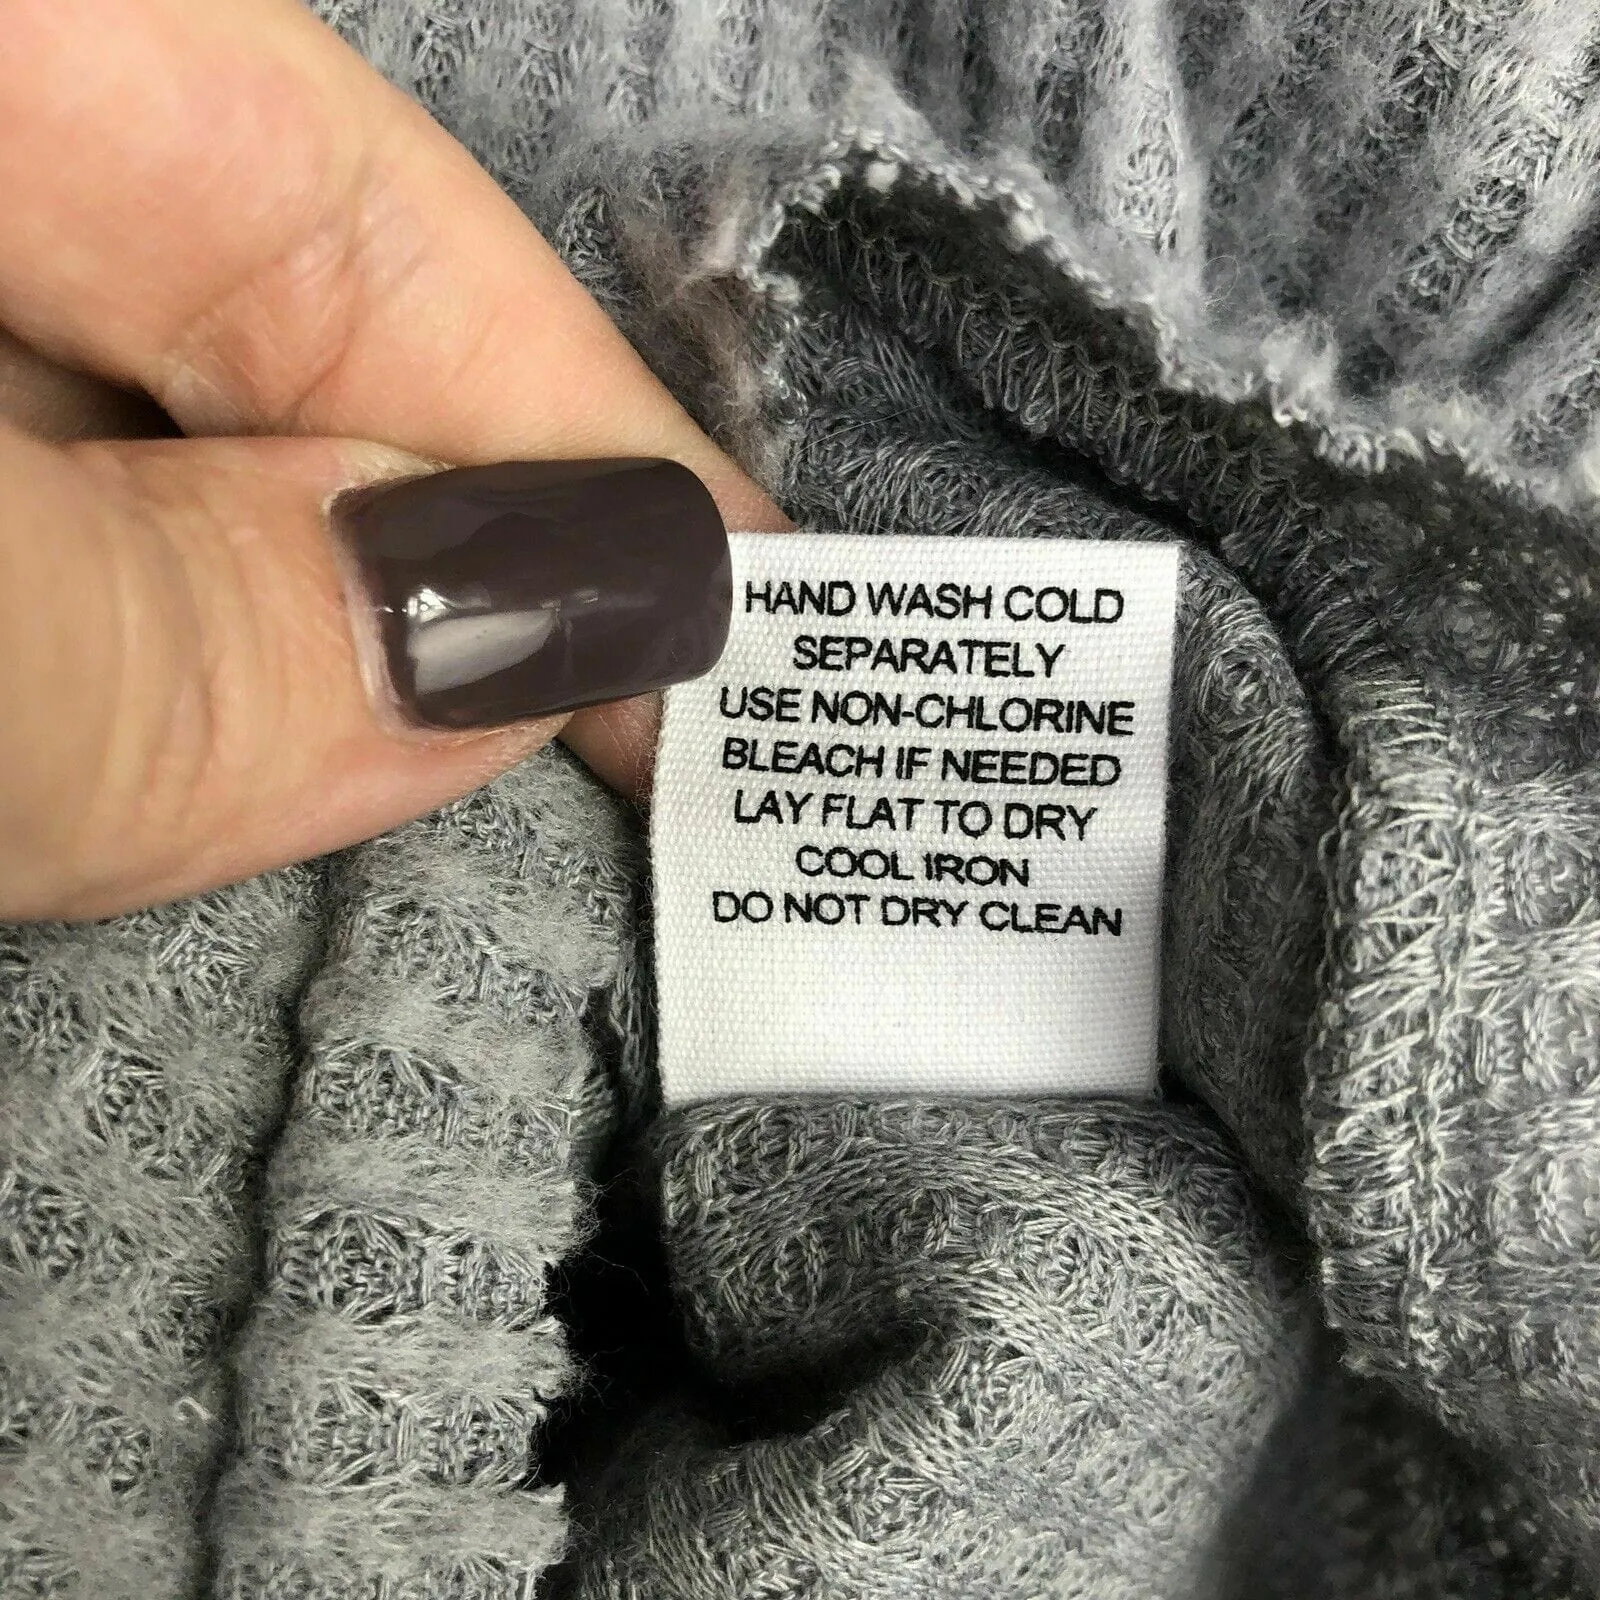 HAND WASH COLD
SEPARATELY
USE NON-CHLORINE
BLEACH IF NEEDED
LAY FLAT TO DRY
COOL IRON
DO NOT DRY CLEAN